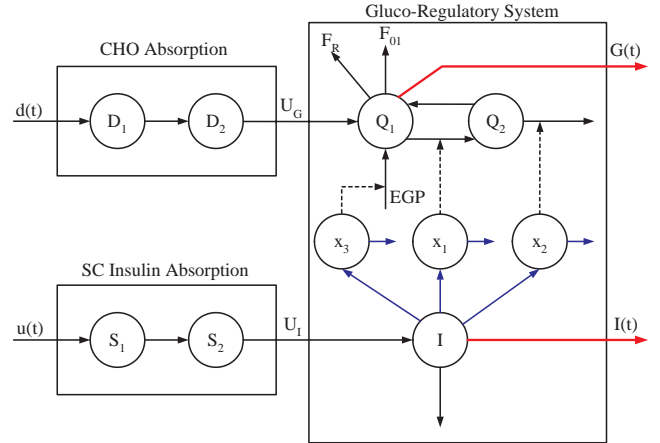 Gluco-Regulatory System
CHO Absorption
F_R
F_01
G(t)
d(t)
D_1
D_2
U_G
Q_1
Q_2
EGP
x_3
x_1
x_2
SC Insulin Absorption
u(t)
S_1
S_2
U_I
I
I(t)